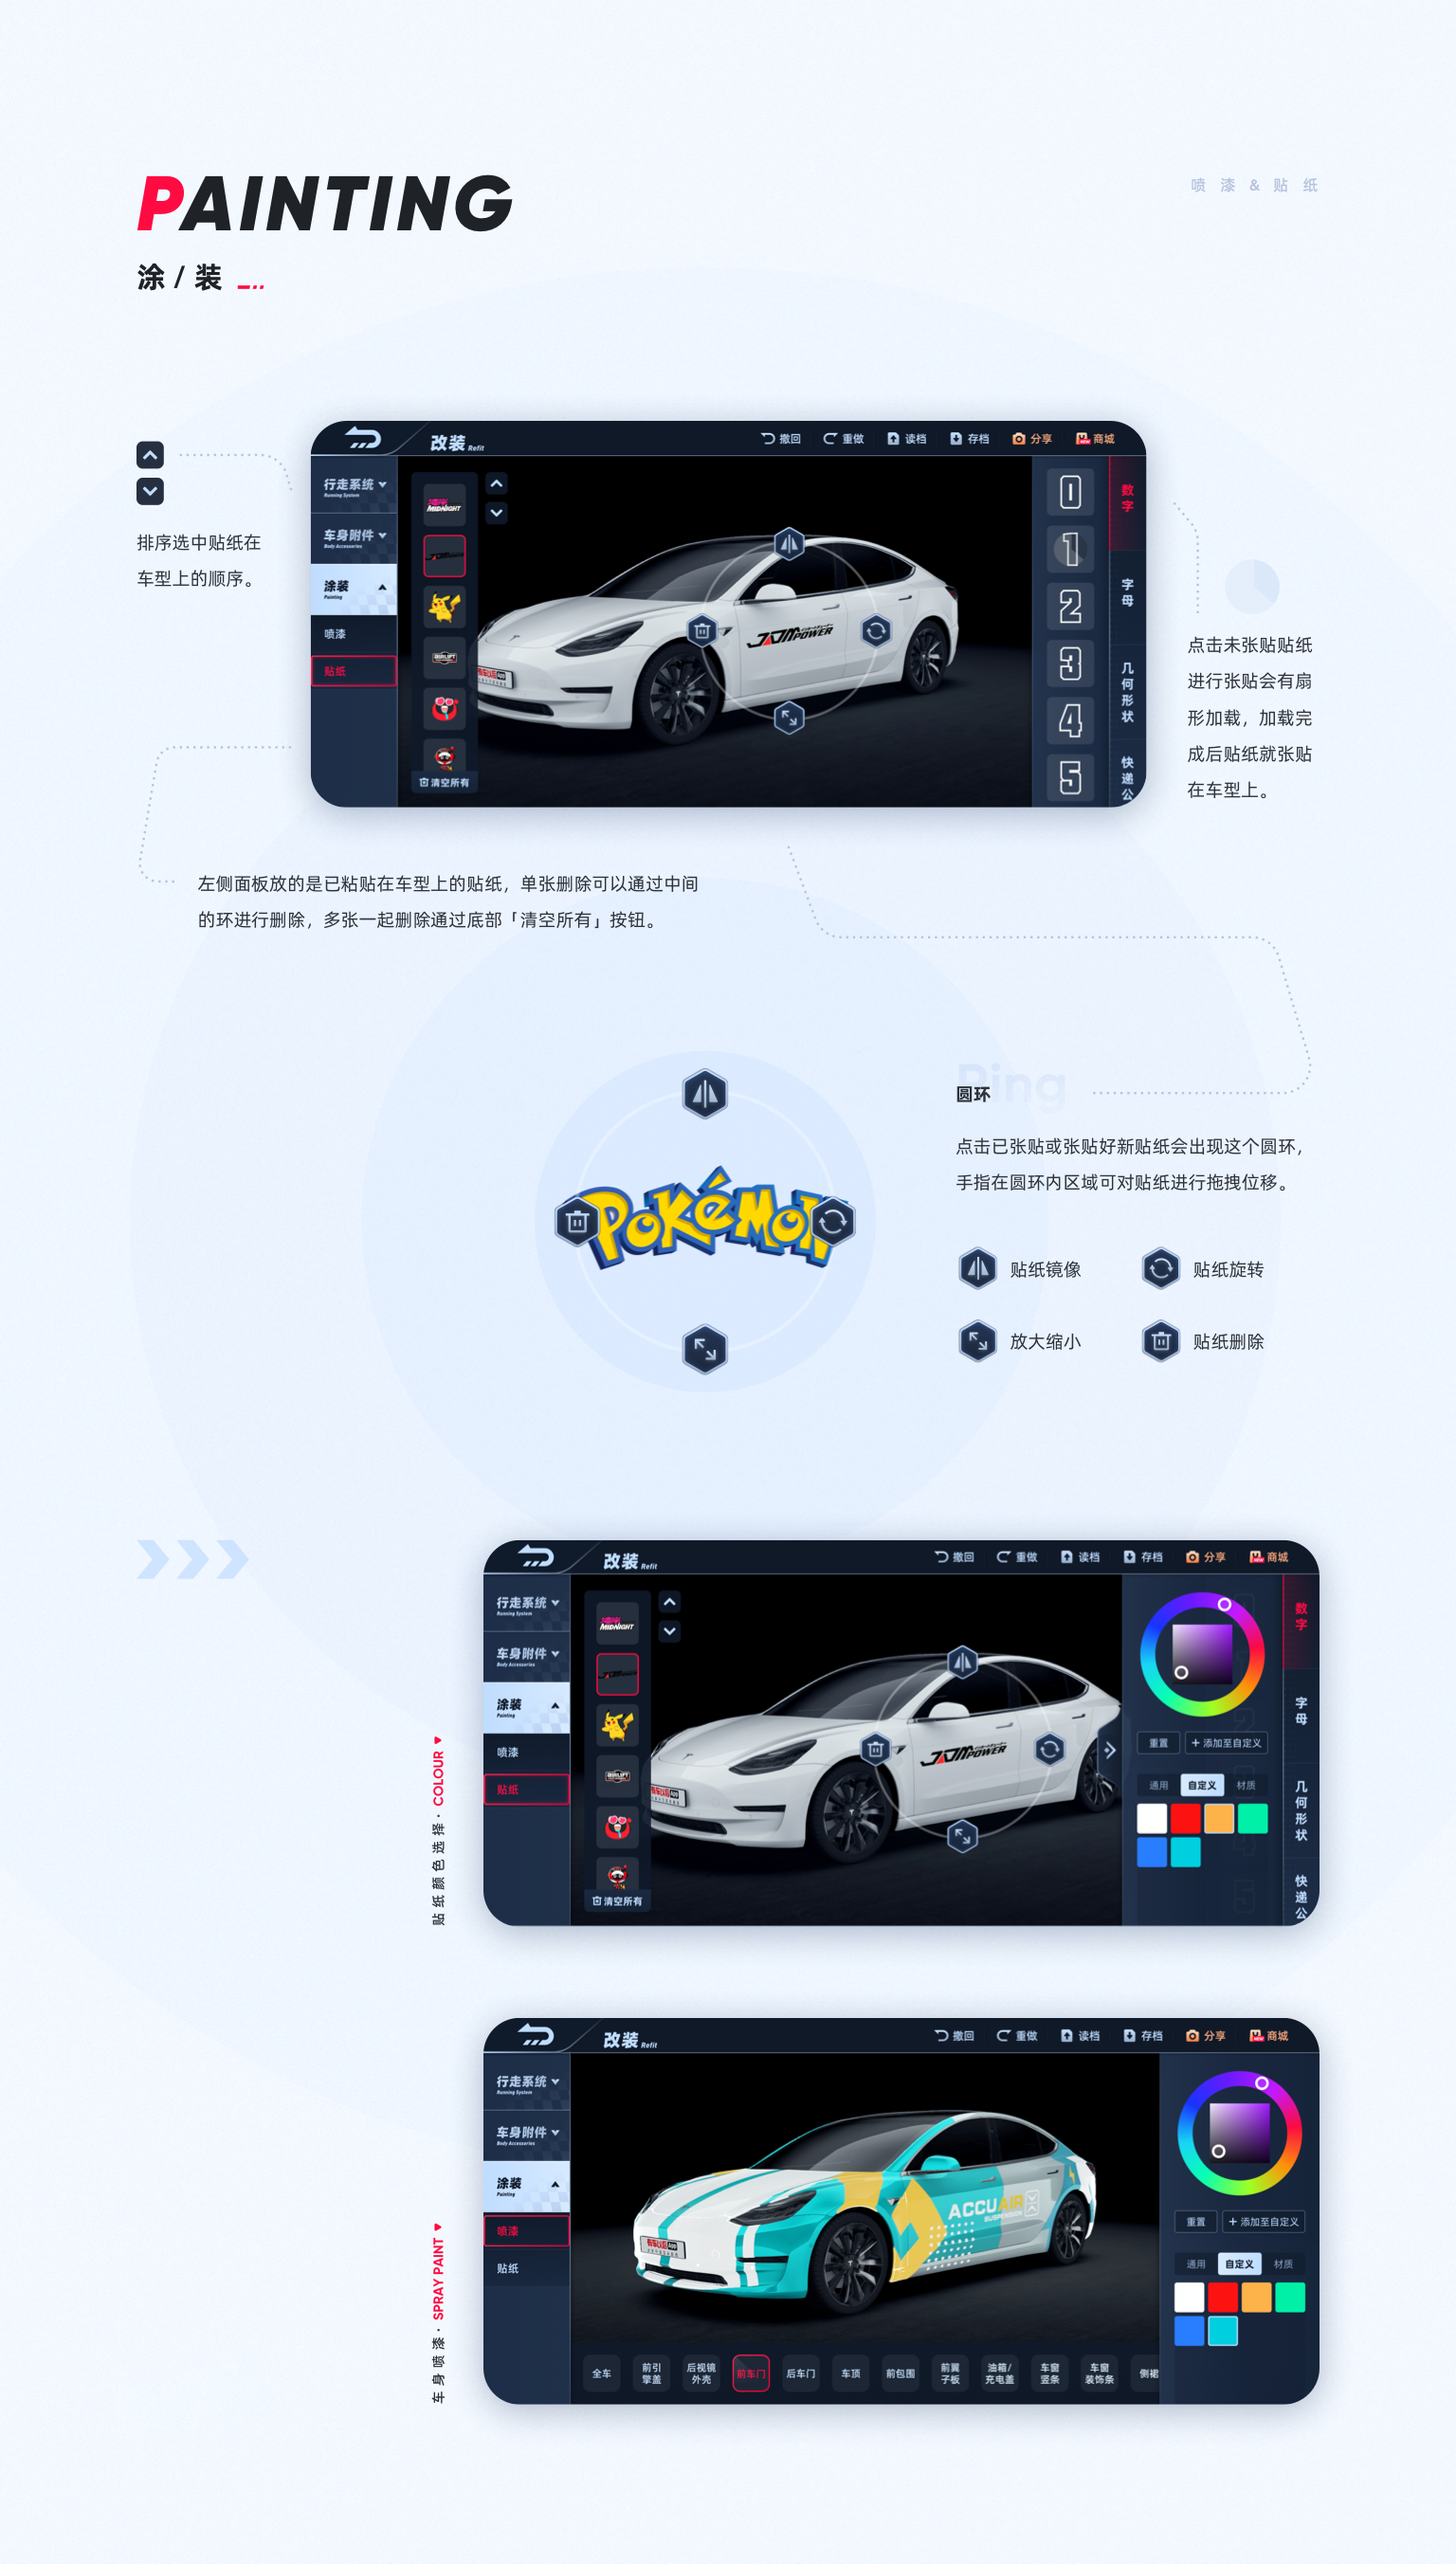 PAINTING
喷漆&贴纸
涂/装
排序选中贴纸在
车型上的顺序。
改装 Refit
撤回 重做 读档 存档 分享 商城
行走系统
Running System
车身附件
Body Accessories
涂装
Painting
喷漆
贴纸
MIDNIGHT
清空所有
JDM POWER
0
1
2
3
4
5
数字
字母
几何形状
快递公
点击未张贴贴纸
进行张贴会有扇
形加载，加载完
成后贴纸就张贴
在车型上。
左侧面板放的是已粘贴在车型上的贴纸，单张删除可以通过中间
的环进行删除，多张一起删除通过底部「清空所有」按钮。
Ring
圆环
点击已张贴或张贴好新贴纸会出现这个圆环，
手指在圆环内区域可对贴纸进行拖拽位移。
Pokémon
贴纸镜像 贴纸旋转
放大缩小 贴纸删除
贴纸颜色选择·COLOUR
改装 Refit
撤回 重做 读档 存档 分享 商城
行走系统
Running System
车身附件
Body Accessories
涂装
Painting
喷漆
贴纸
MIDNIGHT
清空所有
JDM POWER
重置 +添加至自定义
通用 自定义 材质
数字
字母
几何形状
快递公
车身喷漆·SPRAY PAINT
改装 Refit
撤回 重做 读档 存档 分享 商城
行走系统
Running System
车身附件
Body Accessories
涂装
Painting
喷漆
贴纸
ACCUAIR
SUSPENSION
重置 +添加至自定义
通用 自定义 材质
全车 前引擎盖 后视镜外壳 前车门 后车门 车顶 前包围 前翼子板 油箱/充电盖 车窗竖条 车窗装饰条 侧裙